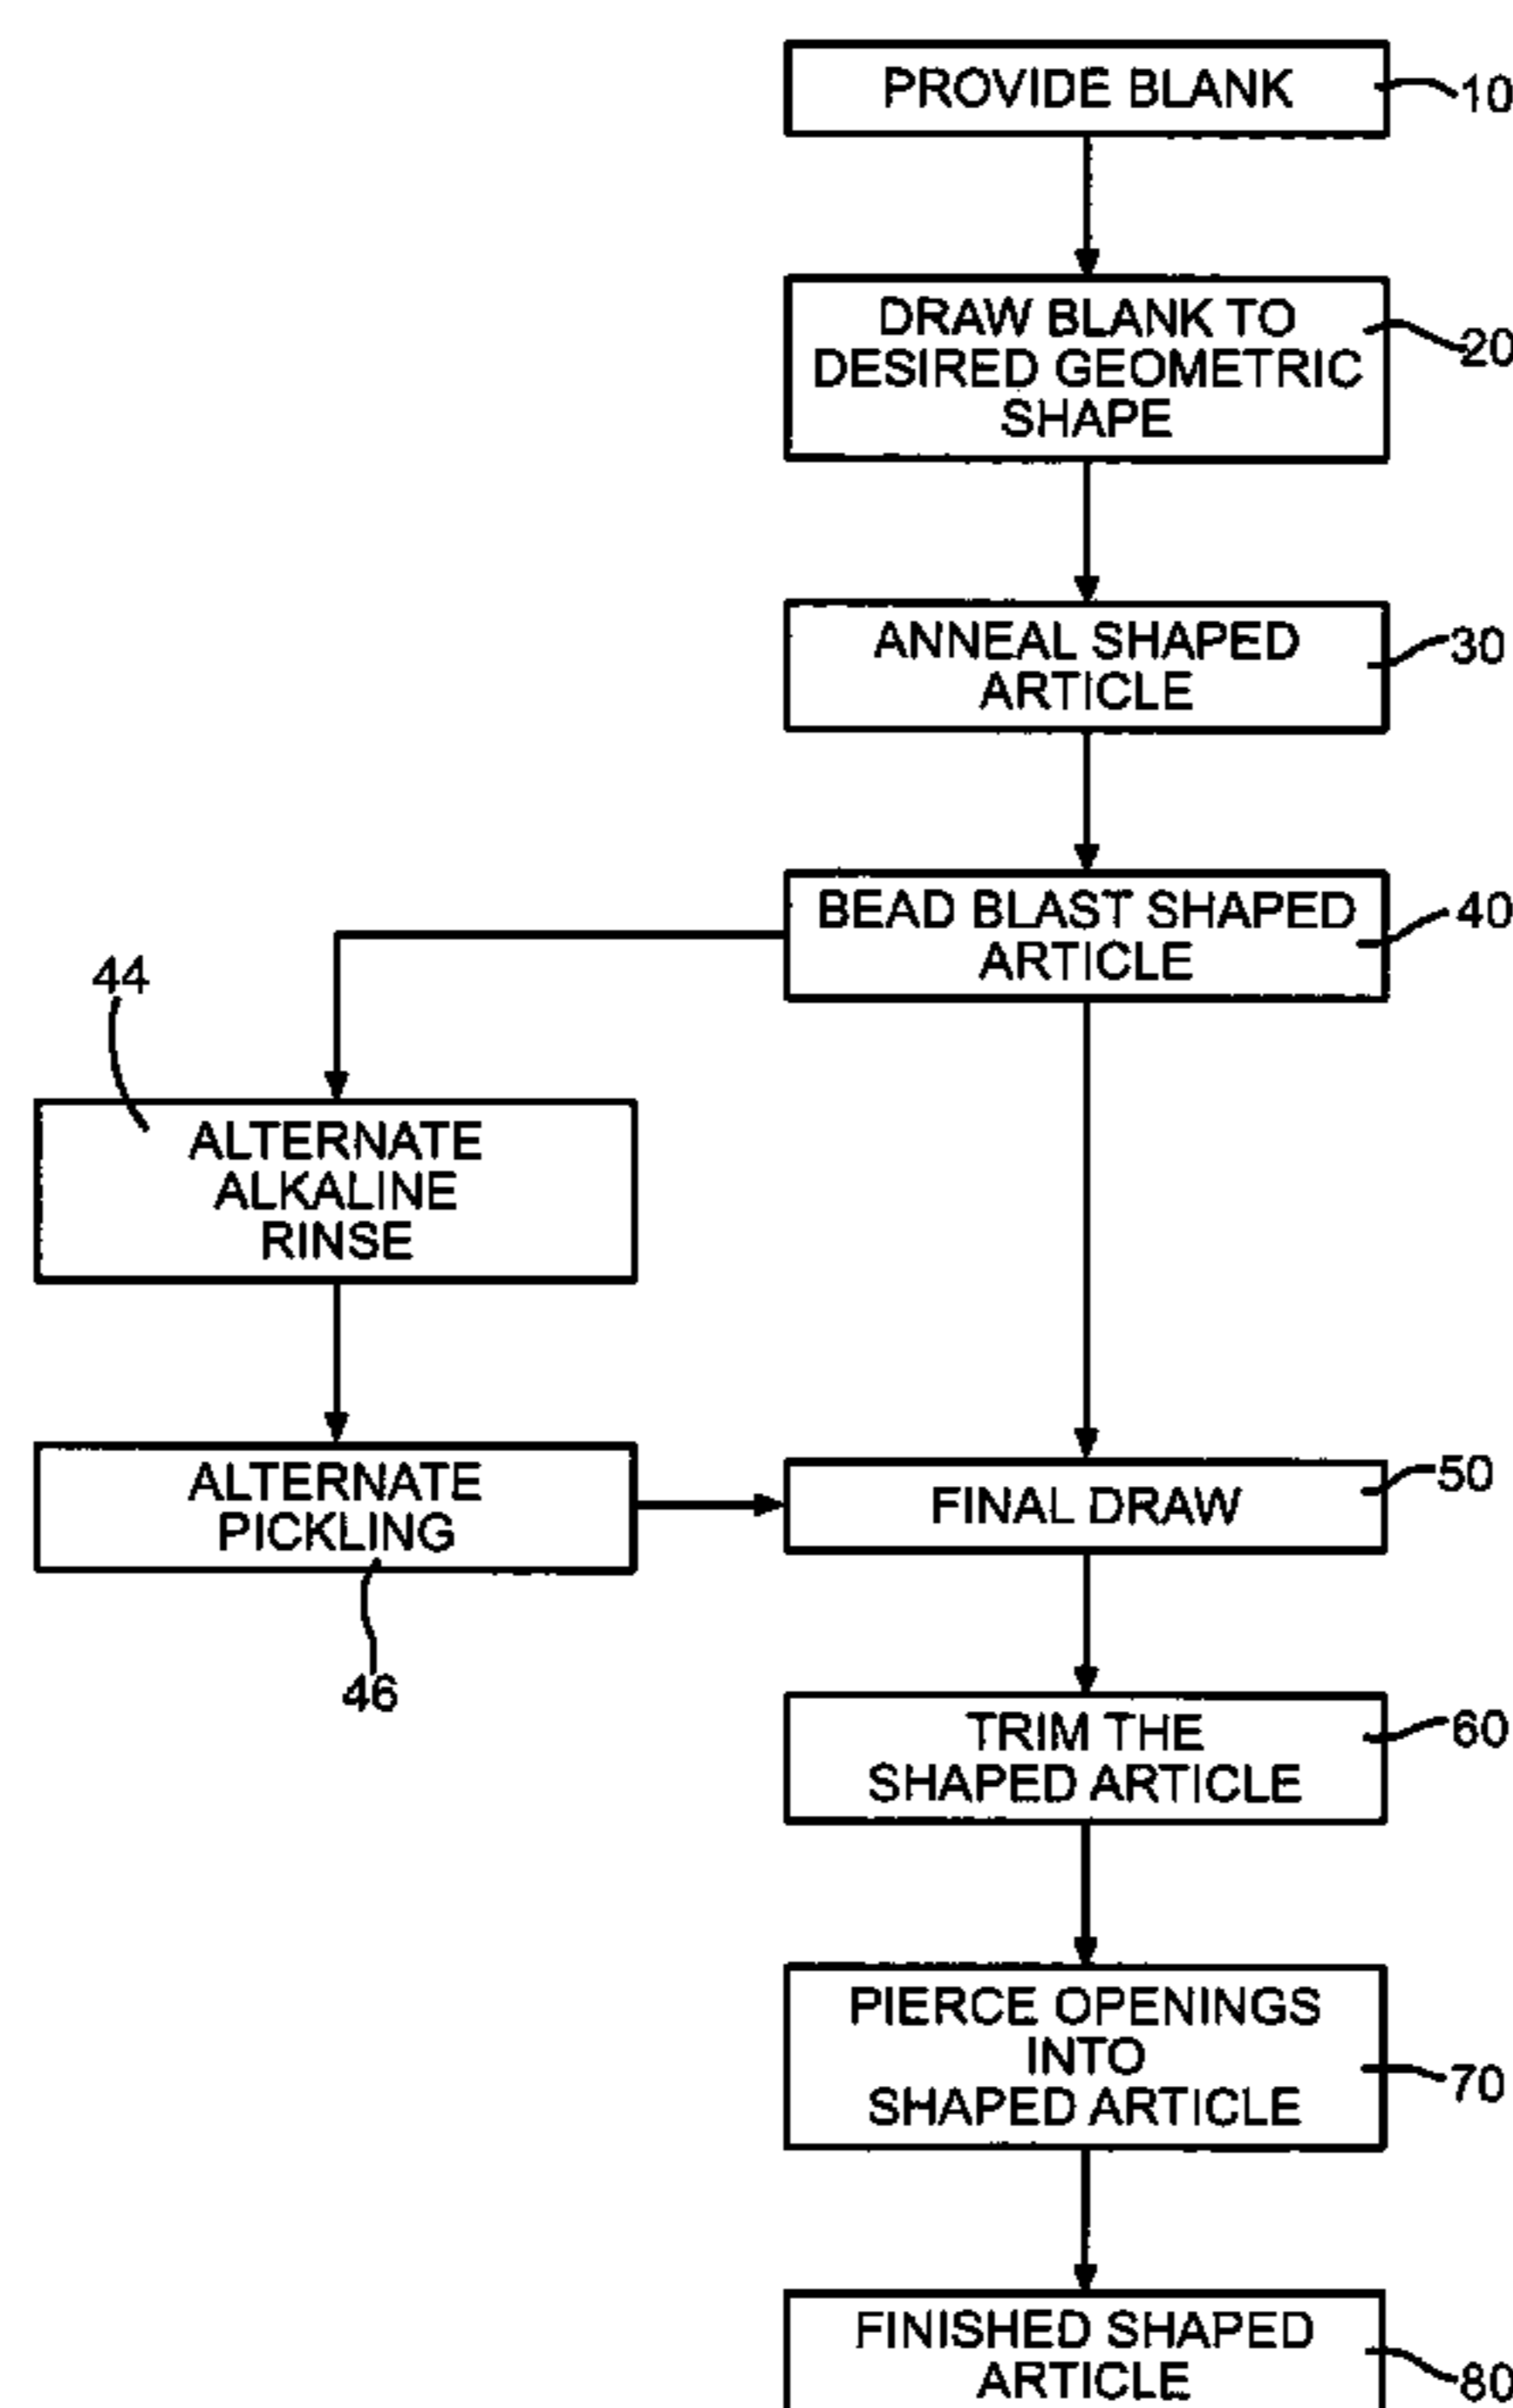 PROVIDE BLANK
10
DRAW BLANK TO
DESIRED GEOMETRIC
SHAPE
20
ANNEAL SHAPED
ARTICLE
30
BEAD BLAST SHAPED
ARTICLE
40
44
ALTERNATE
ALKALINE
RINSE
ALTERNATE
PICKLING
46
FINAL DRAW
50
TRIM THE
SHAPED ARTICLE
60
PIERCE OPENINGS
INTO
SHAPED ARTICLE
70
FINISHED SHAPED
ARTICLE
80